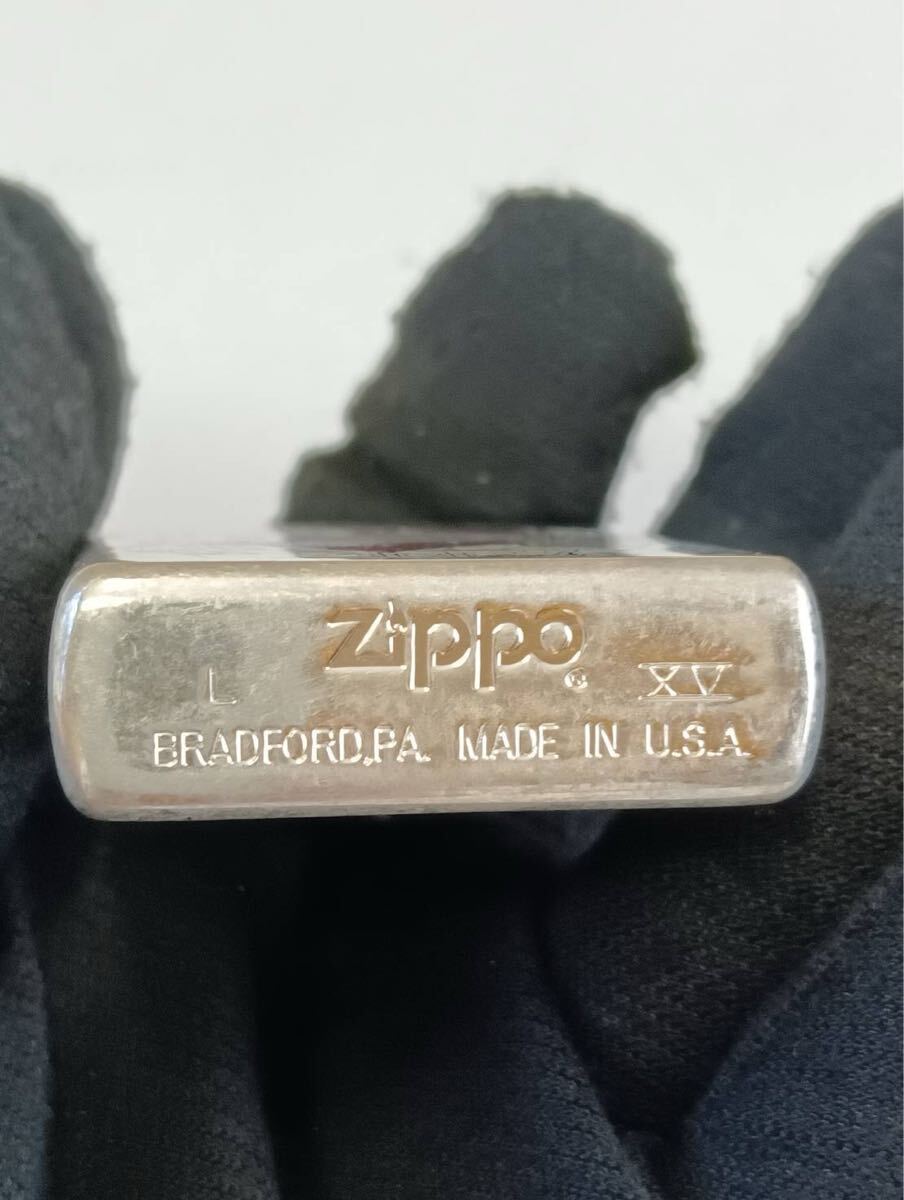 L Zippo® XV
BRADFORD,PA. MADE IN U.S.A.